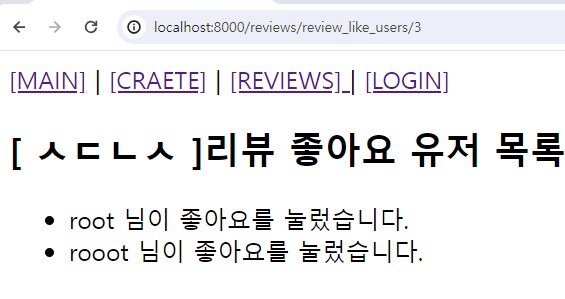 localhost:8000/reviews/review_like_users/3
[MAIN] | [CRAETE] | [REVIEWS] | [LOGIN]
[ ㅅㄷㄴㅅ ]리뷰 좋아요 유저 목록
• root 님이 좋아요를 눌렀습니다.
• rooot 님이 좋아요를 눌렀습니다.